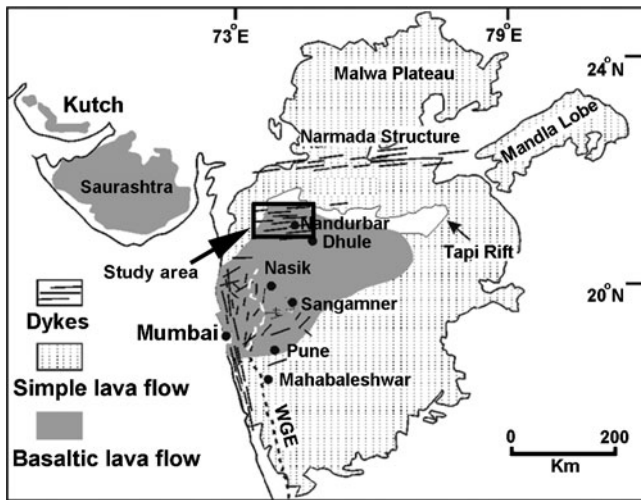 73°E
79°E
24°N
Malwa Plateau
Kutch
Narmada Structure
Mandla Lobe
Saurashtra
Nandurbar
Dhule
Tapi Rift
Study area
Nasik
20°N
Sangamner
Dykes
Mumbai
Pune
Simple lava flow
Mahabaleshwar
WGE
Basaltic lava flow
0 200
Km